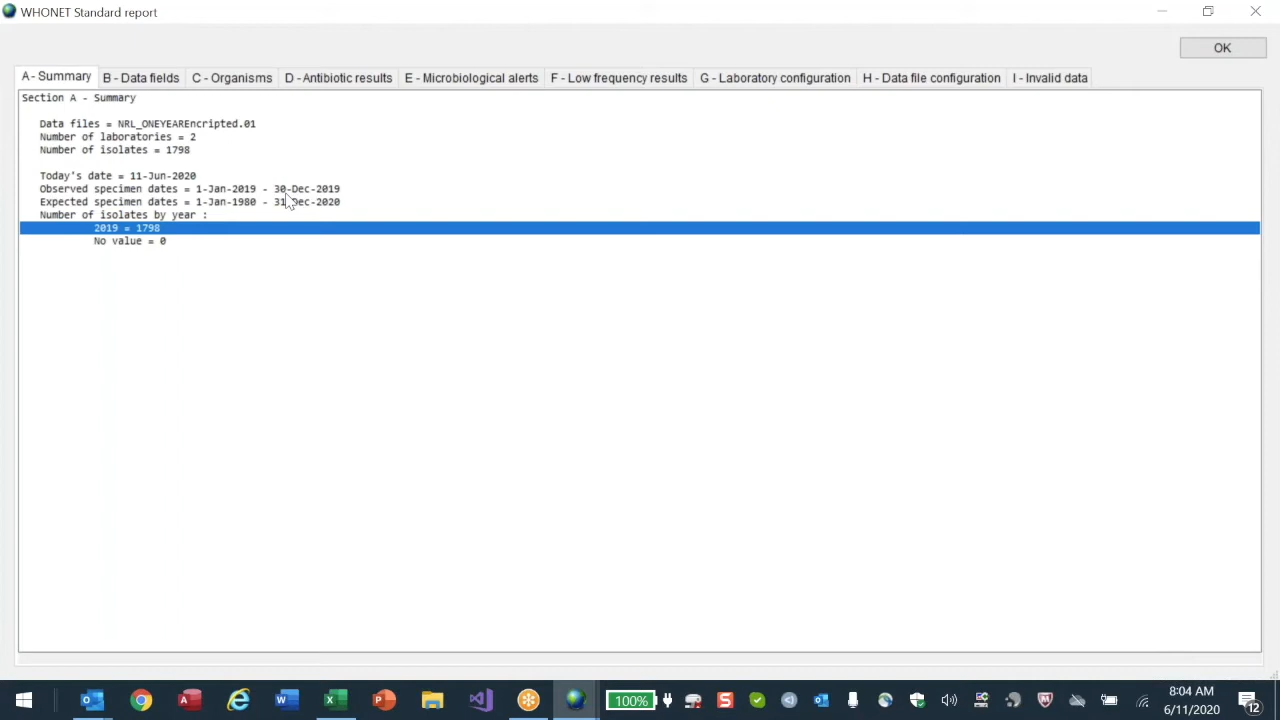 WHONET Standard report
OK
A - Summary B - Data fields C - Organisms D - Antibiotic results E - Microbiological alerts F - Low frequency results G - Laboratory configuration H - Data file configuration I - Invalid data
Section A - Summary
Data files = NRL_ONEYEAREncripted.01
Number of laboratories = 2
Number of isolates = 1798
Today's date = 11-Jun-2020
Observed specimen dates = 1-Jan-2019 - 30-Dec-2019
Expected specimen dates = 1-Jan-1980 - 31-Dec-2020
Number of isolates by year :
2019 = 1798
No value = 0
100%
8:04 AM
6/11/2020
12